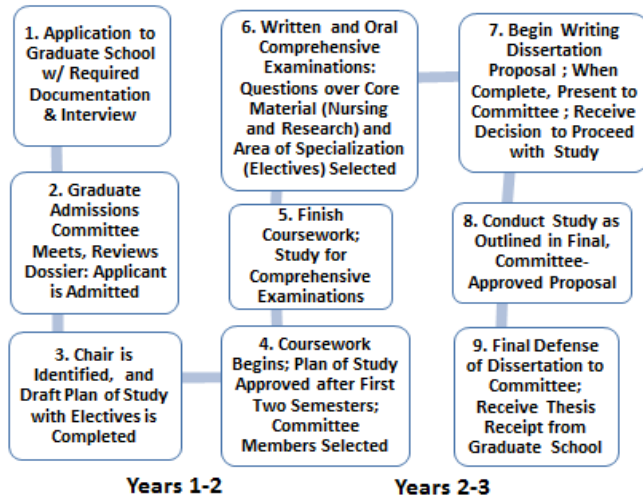 1. Application to
Graduate School
w/ Required
Documentation
& Interview
2. Graduate
Admissions
Committee
Meets, Reviews
Dossier: Applicant
is Admitted
3. Chair is
Identified, and
Draft Plan of Study
with Electives is
Completed
4. Coursework
Begins; Plan of Study
Approved after First
Two Semesters;
Committee
Members Selected
5. Finish
Coursework;
Study for
Comprehensive
Examinations
6. Written and Oral
Comprehensive
Examinations:
Questions over Core
Material (Nursing
and Research) and
Area of Specialization
(Electives) Selected
7. Begin Writing
Dissertation
Proposal ; When
Complete, Present to
Committee ; Receive
Decision to Proceed
with Study
8. Conduct Study as
Outlined in Final,
Committee-
Approved Proposal
9. Final Defense
of Dissertation to
Committee;
Receive Thesis
Receipt from
Graduate School
Years 1-2
Years 2-3